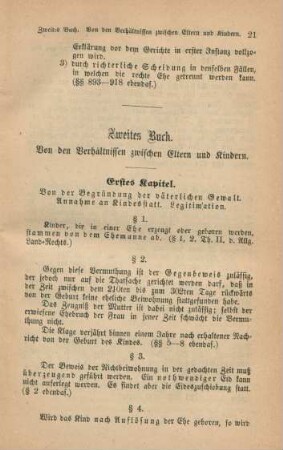 Zweites Buch. Von den Verhältnissen zwischen Eltern und Kindern. 21
Erklärung vor dem Gerichte in erster Instanz vollzo-
gen wird.
3) durch richterliche Scheidung in denselben Fällen,
in welchen die rechte Ehe getrennt werden kann.
(§§ 893—918 ebendas.)
Zweites Buch.
Von den Verhältnissen zwischen Eltern und Kindern.
Erstes Kapitel.
Von der Begründung der väterlichen Gewalt.
Annahme an Kindesstatt. Legitimation.
§ 1.
Kinder, die in einer Ehe erzeugt oder geboren werden,
stammen von dem Ehemanne ab. (§ 1, 2, Th. II, v. Allg.
Land-Rechts.)
§ 2.
Gegen diese Vermuthung ist der Gegenbeweis zulässig,
der jedoch nur auf die Thatsache gerichtet werden darf, daß in
der Zeit zwischen dem 210ten bis zum 302ten Tage rückwärts
von der Geburt keine eheliche Beiwohnung stattgefunden habe.
Das Zeugniß der Mutter ist dabei nicht zulässig; selbst der
erwiesene Ehebruch der Frau in jener Zeit schwächt die Vermu-
thung nicht.
Die Klage verjährt binnen einem Jahre nach erhaltener Nach-
richt von der Geburt des Kindes. (§§ 5—8 ebendas.)
§ 3.
Der Beweis der Nichtbeiwohnung in der gedachten Zeit muß
überzeugend geführt werden. Ein nothwendiger Eid kann
nicht auferlegt werden. Es findet aber die Eideszuschiebung statt.
(§ 2 ebendas.)
§ 4.
Wird das Kind nach Auflösung der Ehe geboren, so wird